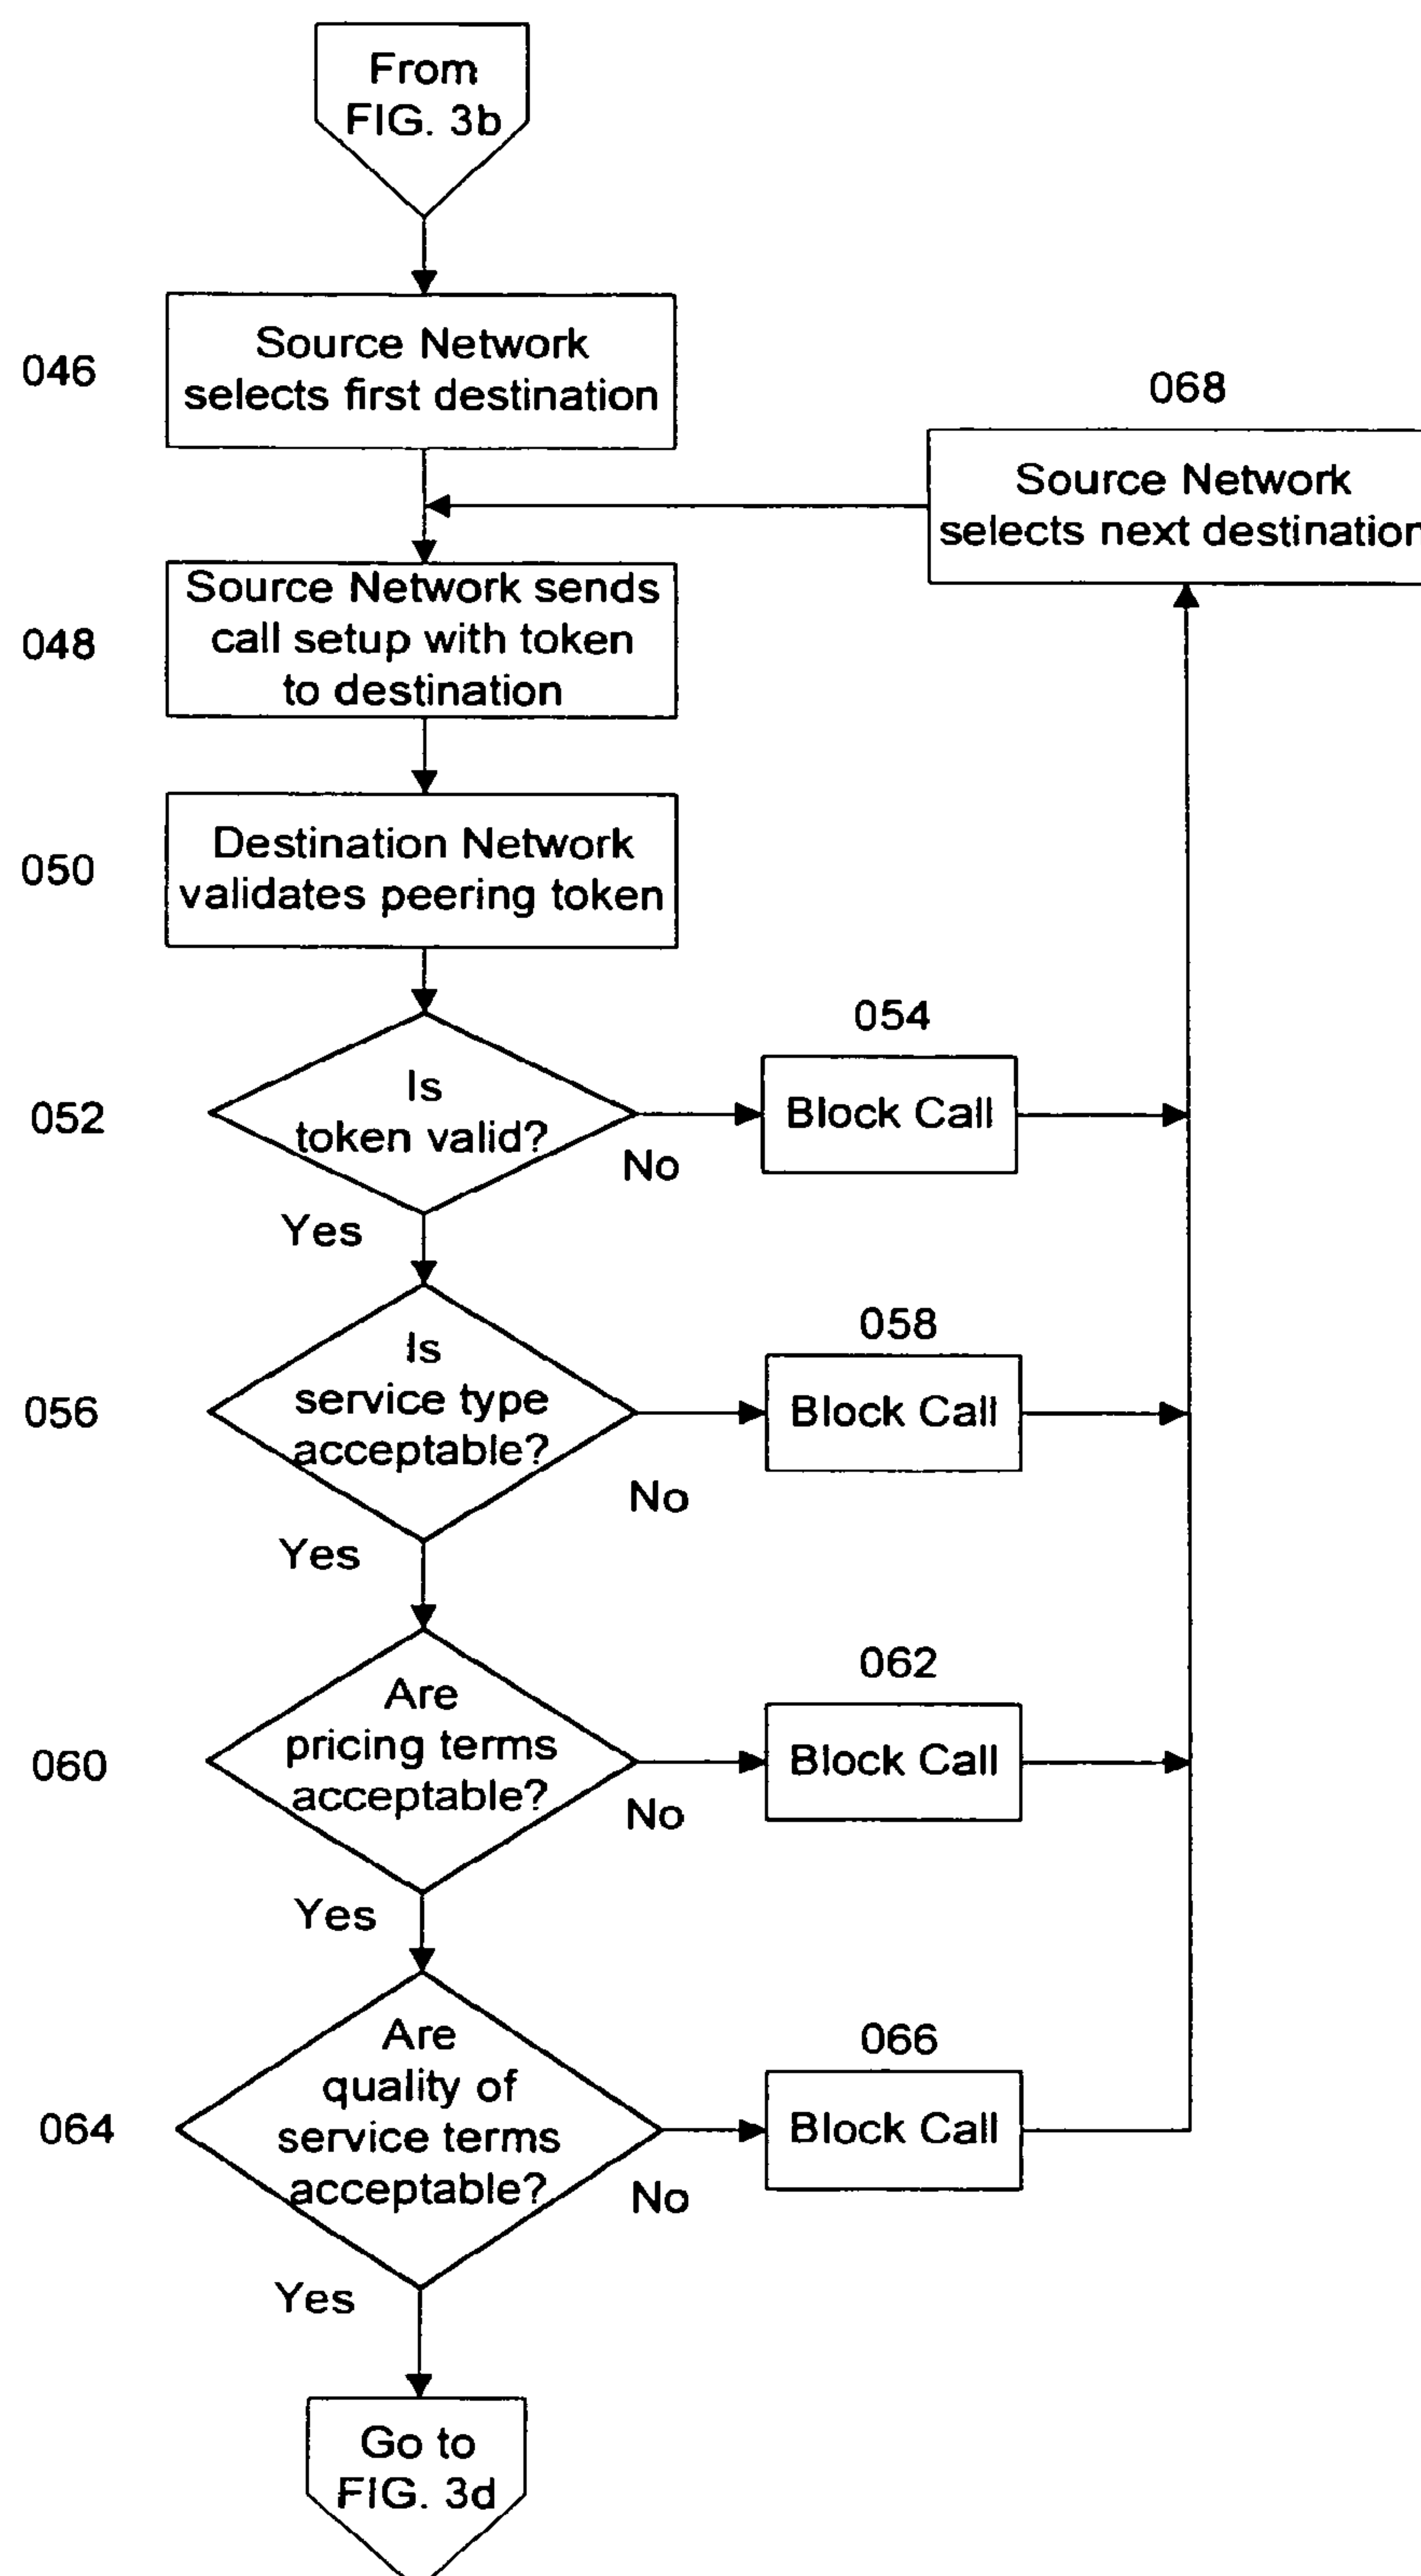 From
FIG. 3b
046
Source Network
selects first destination
068
Source Network
selects next destination
048
Source Network sends
call setup with token
to destination
050
Destination Network
validates peering token
052
Is
token valid?
No
054
Block Call
Yes
056
Is
service type
acceptable?
No
058
Block Call
Yes
060
Are
pricing terms
acceptable?
No
062
Block Call
Yes
064
Are
quality of
service terms
acceptable?
No
066
Block Call
Yes
Go to
FIG. 3d